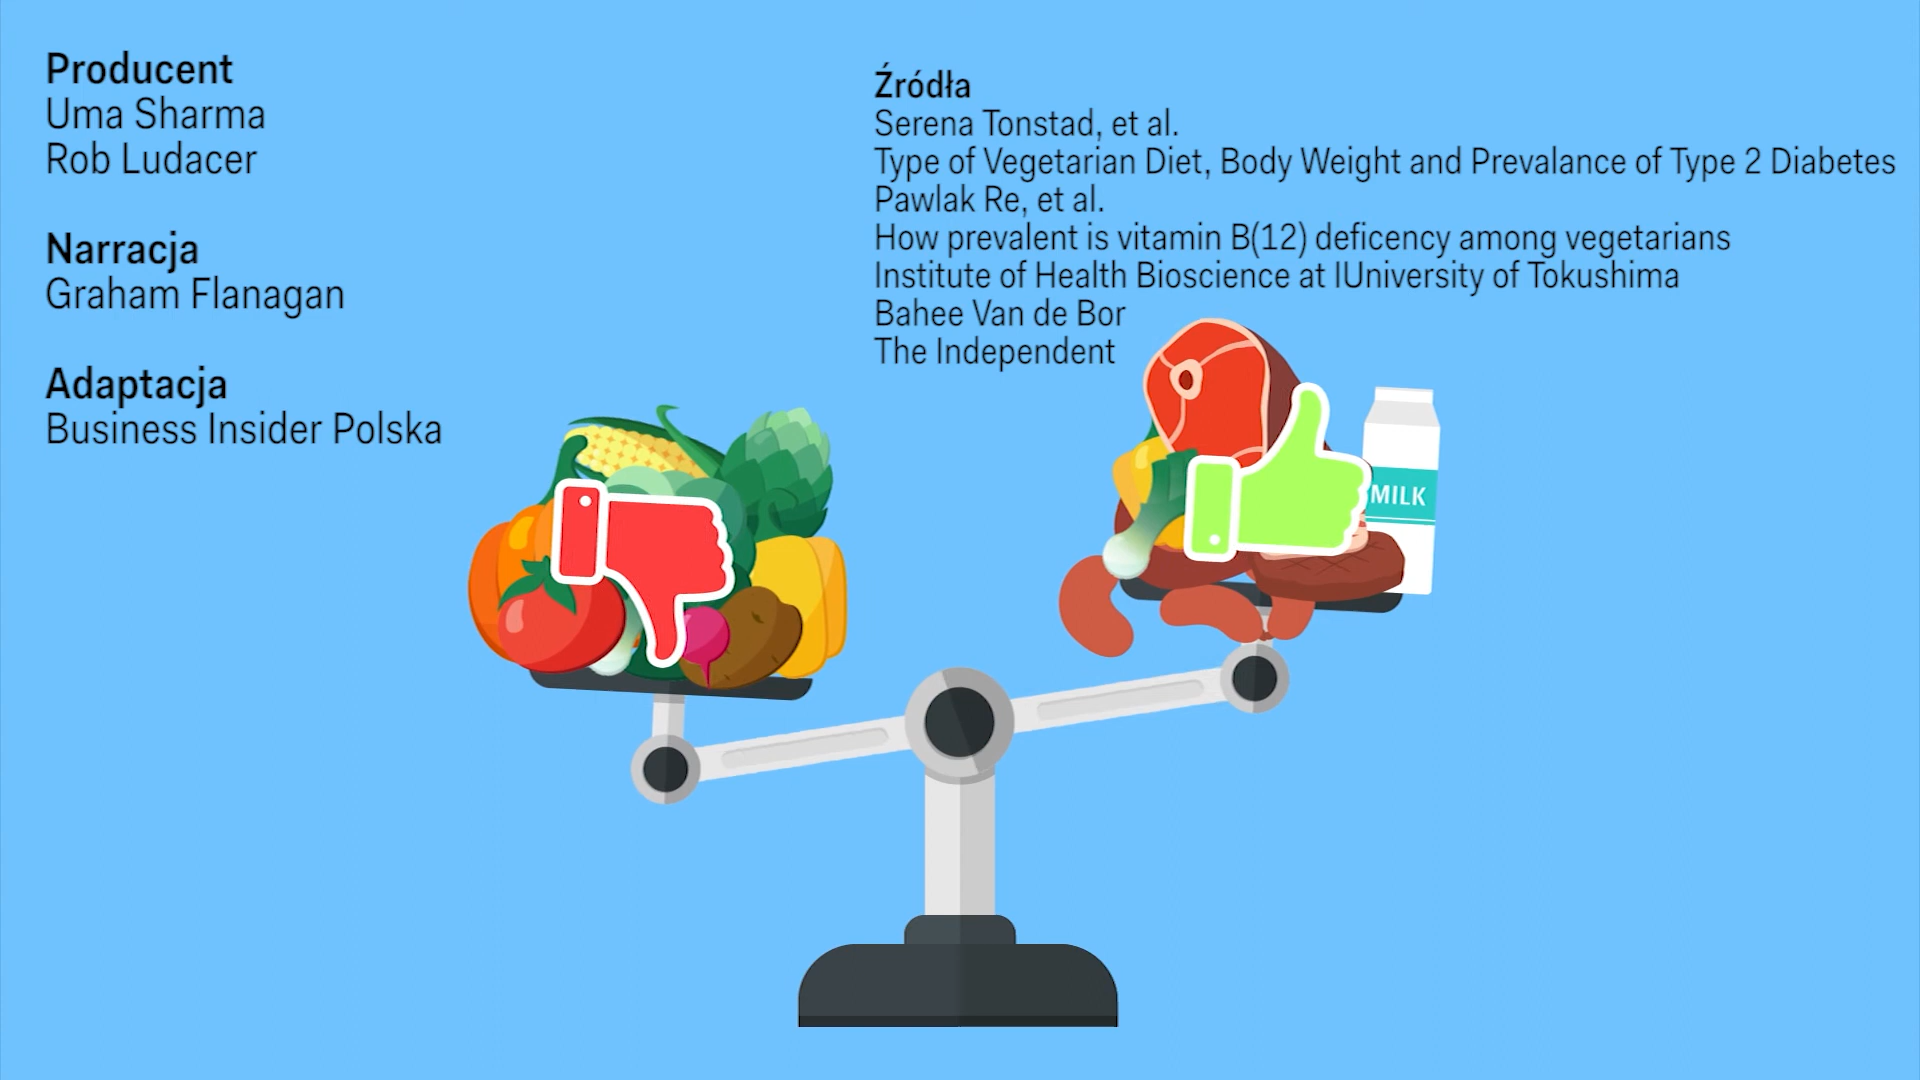 Producent
Uma Sharma
Rob Ludacer
Narracja
Graham Flanagan
Adaptacja
Business Insider Polska
Źródła
Serena Tonstad, et al.
Type of Vegetarian Diet, Body Weight and Prevalance of Type 2 Diabetes
Pawlak Re, et al.
How prevalent is vitamin B(12) deficency among vegetarians
Institute of Health Bioscience at IUniversity of Tokushima
Bahee Van de Bor
The Independent
MILK